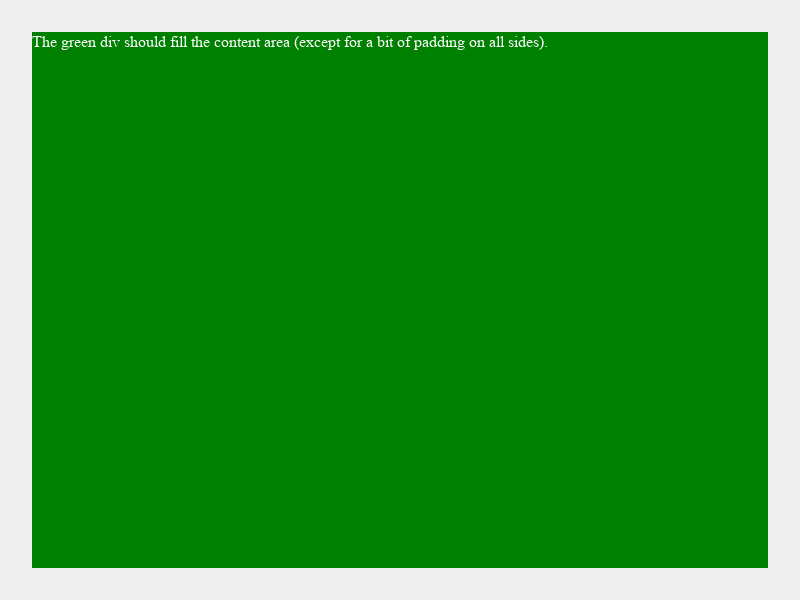 The green div should fill the content area (except for a bit of padding on all sides).